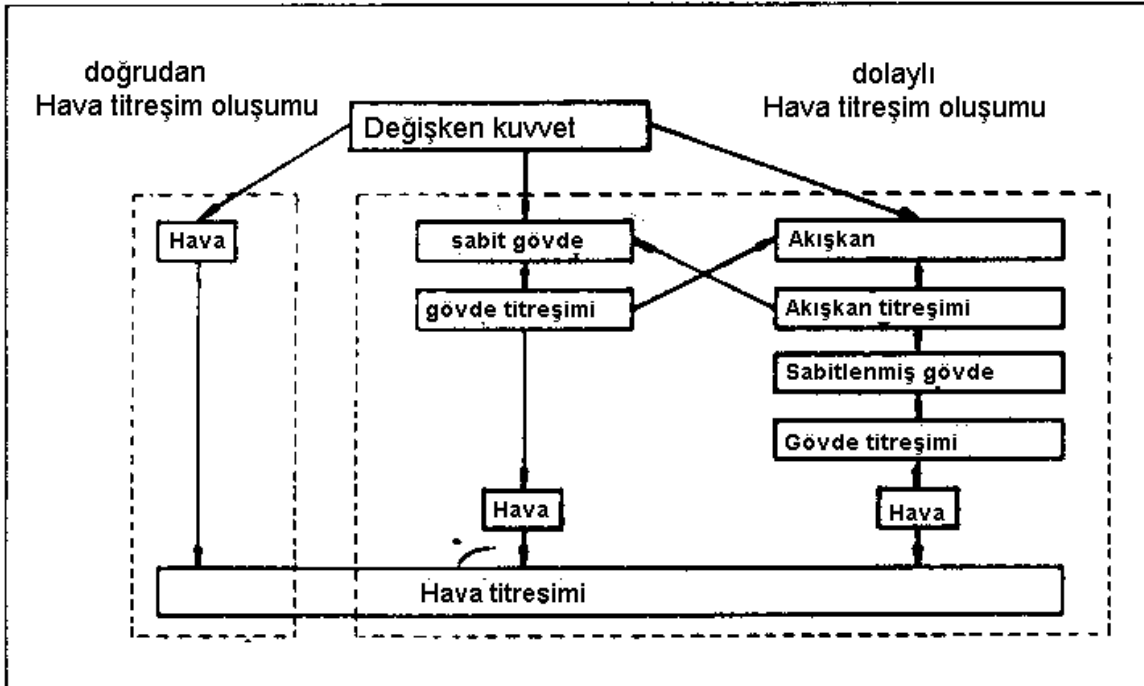 doğrudan
Hava titreşim oluşumu
dolaylı
Hava titreşim oluşumu
Değişken kuvvet
Hava
sabit gövde
Akışkan
gövde titreşimi
Akışkan titreşimi
Sabitlenmiş gövde
Gövde titreşimi
Hava
Hava
Hava titreşimi